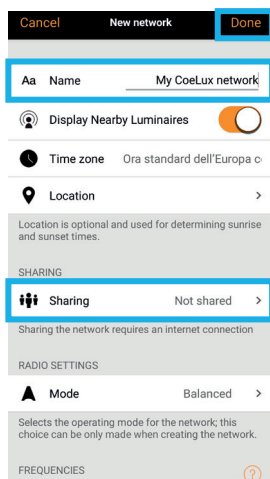 Cancel New network Done
Aa Name My CoeLux network
Display Nearby Luminaires
Time zone Ora standard dell'Europa c
Location
Location is optional and used for determining sunrise
and sunset times.
SHARING
Sharing Not shared
Sharing the network requires an internet connection
RADIO SETTINGS
Mode Balanced
Selects the operating mode for the network; this
choice can be only made when creating the network.
FREQUENCIES ?